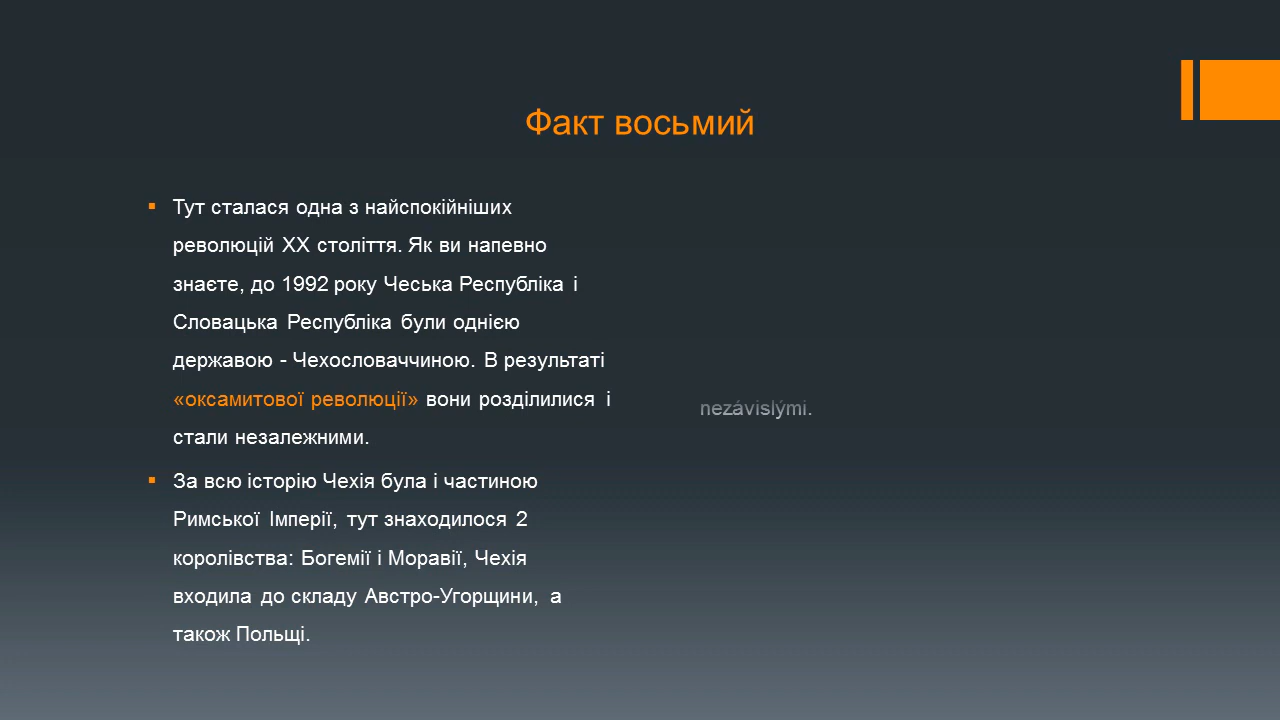 Факт восьмий
Тут сталася одна з найспокійніших
революцій XX століття. Як ви напевно
знаєте, до 1992 року Чеська Республіка і
Словацька Республіка були однією
державою - Чехословаччиною. В результаті
«оксамитової революції» вони розділилися і
стали незалежними.
За всю історію Чехія була і частиною
Римської Імперії, тут знаходилося 2
королівства: Богемії і Моравії, Чехія
входила до складу Австро-Угорщини, а
також Польщі.
nezávislými.